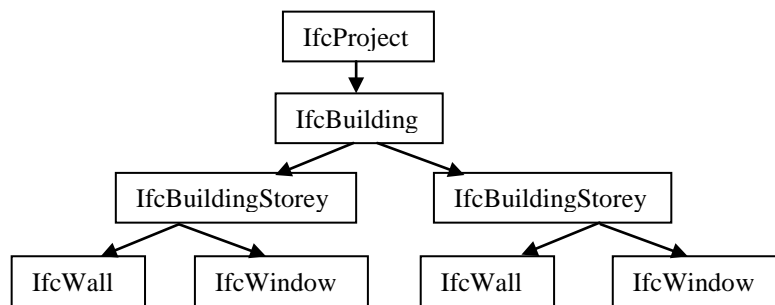 IfcProject
IfcBuilding
IfcBuildingStorey
IfcBuildingStorey
IfcWall
IfcWindow
IfcWall
IfcWindow